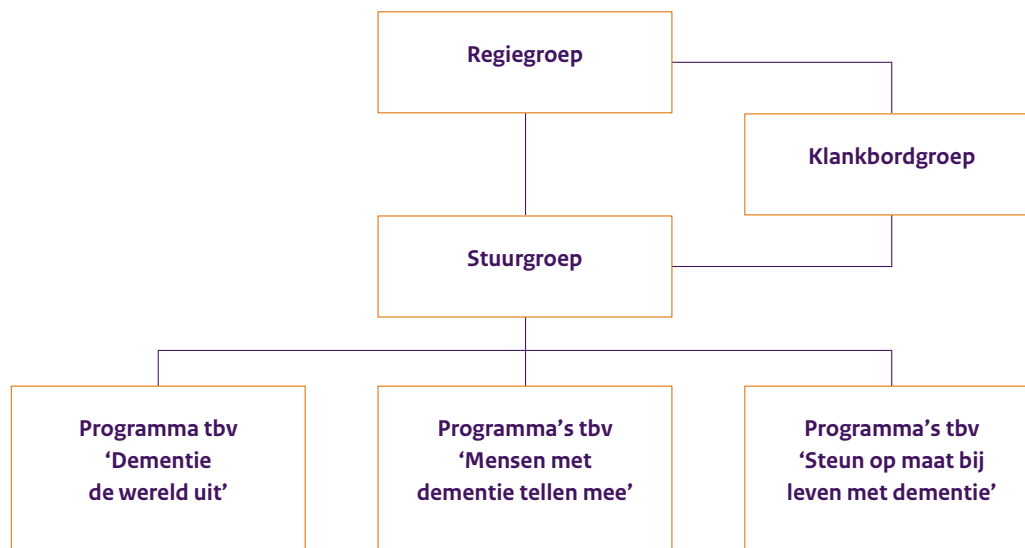 Regiegroep
Klankbordgroep
Stuurgroep
Programma tbv
‘Dementie
de wereld uit’
Programma’s tbv
‘Mensen met
dementie tellen mee’
Programma’s tbv
‘Steun op maat bij
leven met dementie’